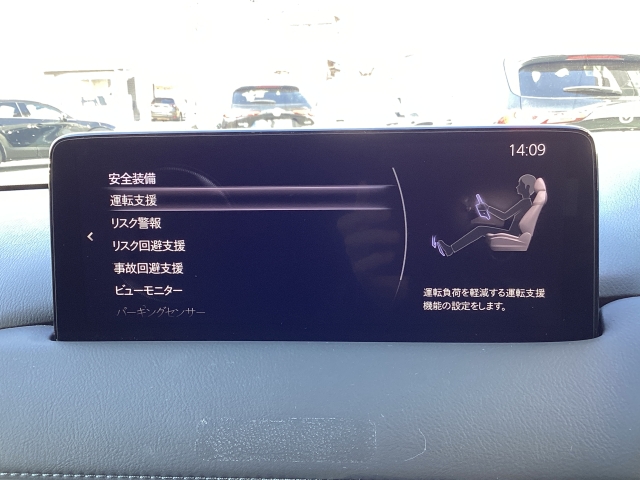 14:09
安全装備
運転支援
リスク警報
リスク回避支援
事故回避支援
ビューモニター
パーキングセンサー
運転負荷を軽減する運転支援
機能の設定をします。